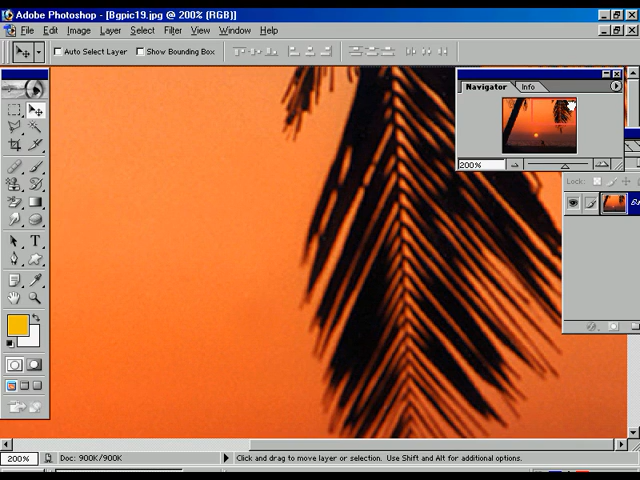 Adobe Photoshop - [Bgpic19.jpg @ 200% (RGB)]
File Edit Image Layer Select Filter View Window Help
Auto Select Layer Show Bounding Box
Navigator Info
200%
Lock:
T
200% Doc: 900K/900K Click and drag to move layer or selection. Use Shift and Alt for additional options.